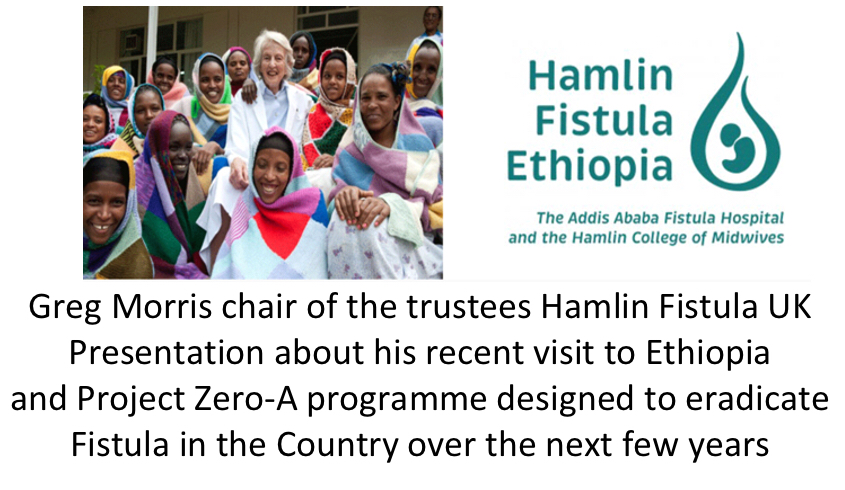 Hamlin
Fistula
Ethiopia
The Addis Ababa Fistula Hospital
and the Hamlin College of Midwives
Greg Morris chair of the trustees Hamlin Fistula UK
Presentation about his recent visit to Ethiopia
and Project Zero-A programme designed to eradicate
Fistula in the Country over the next few years